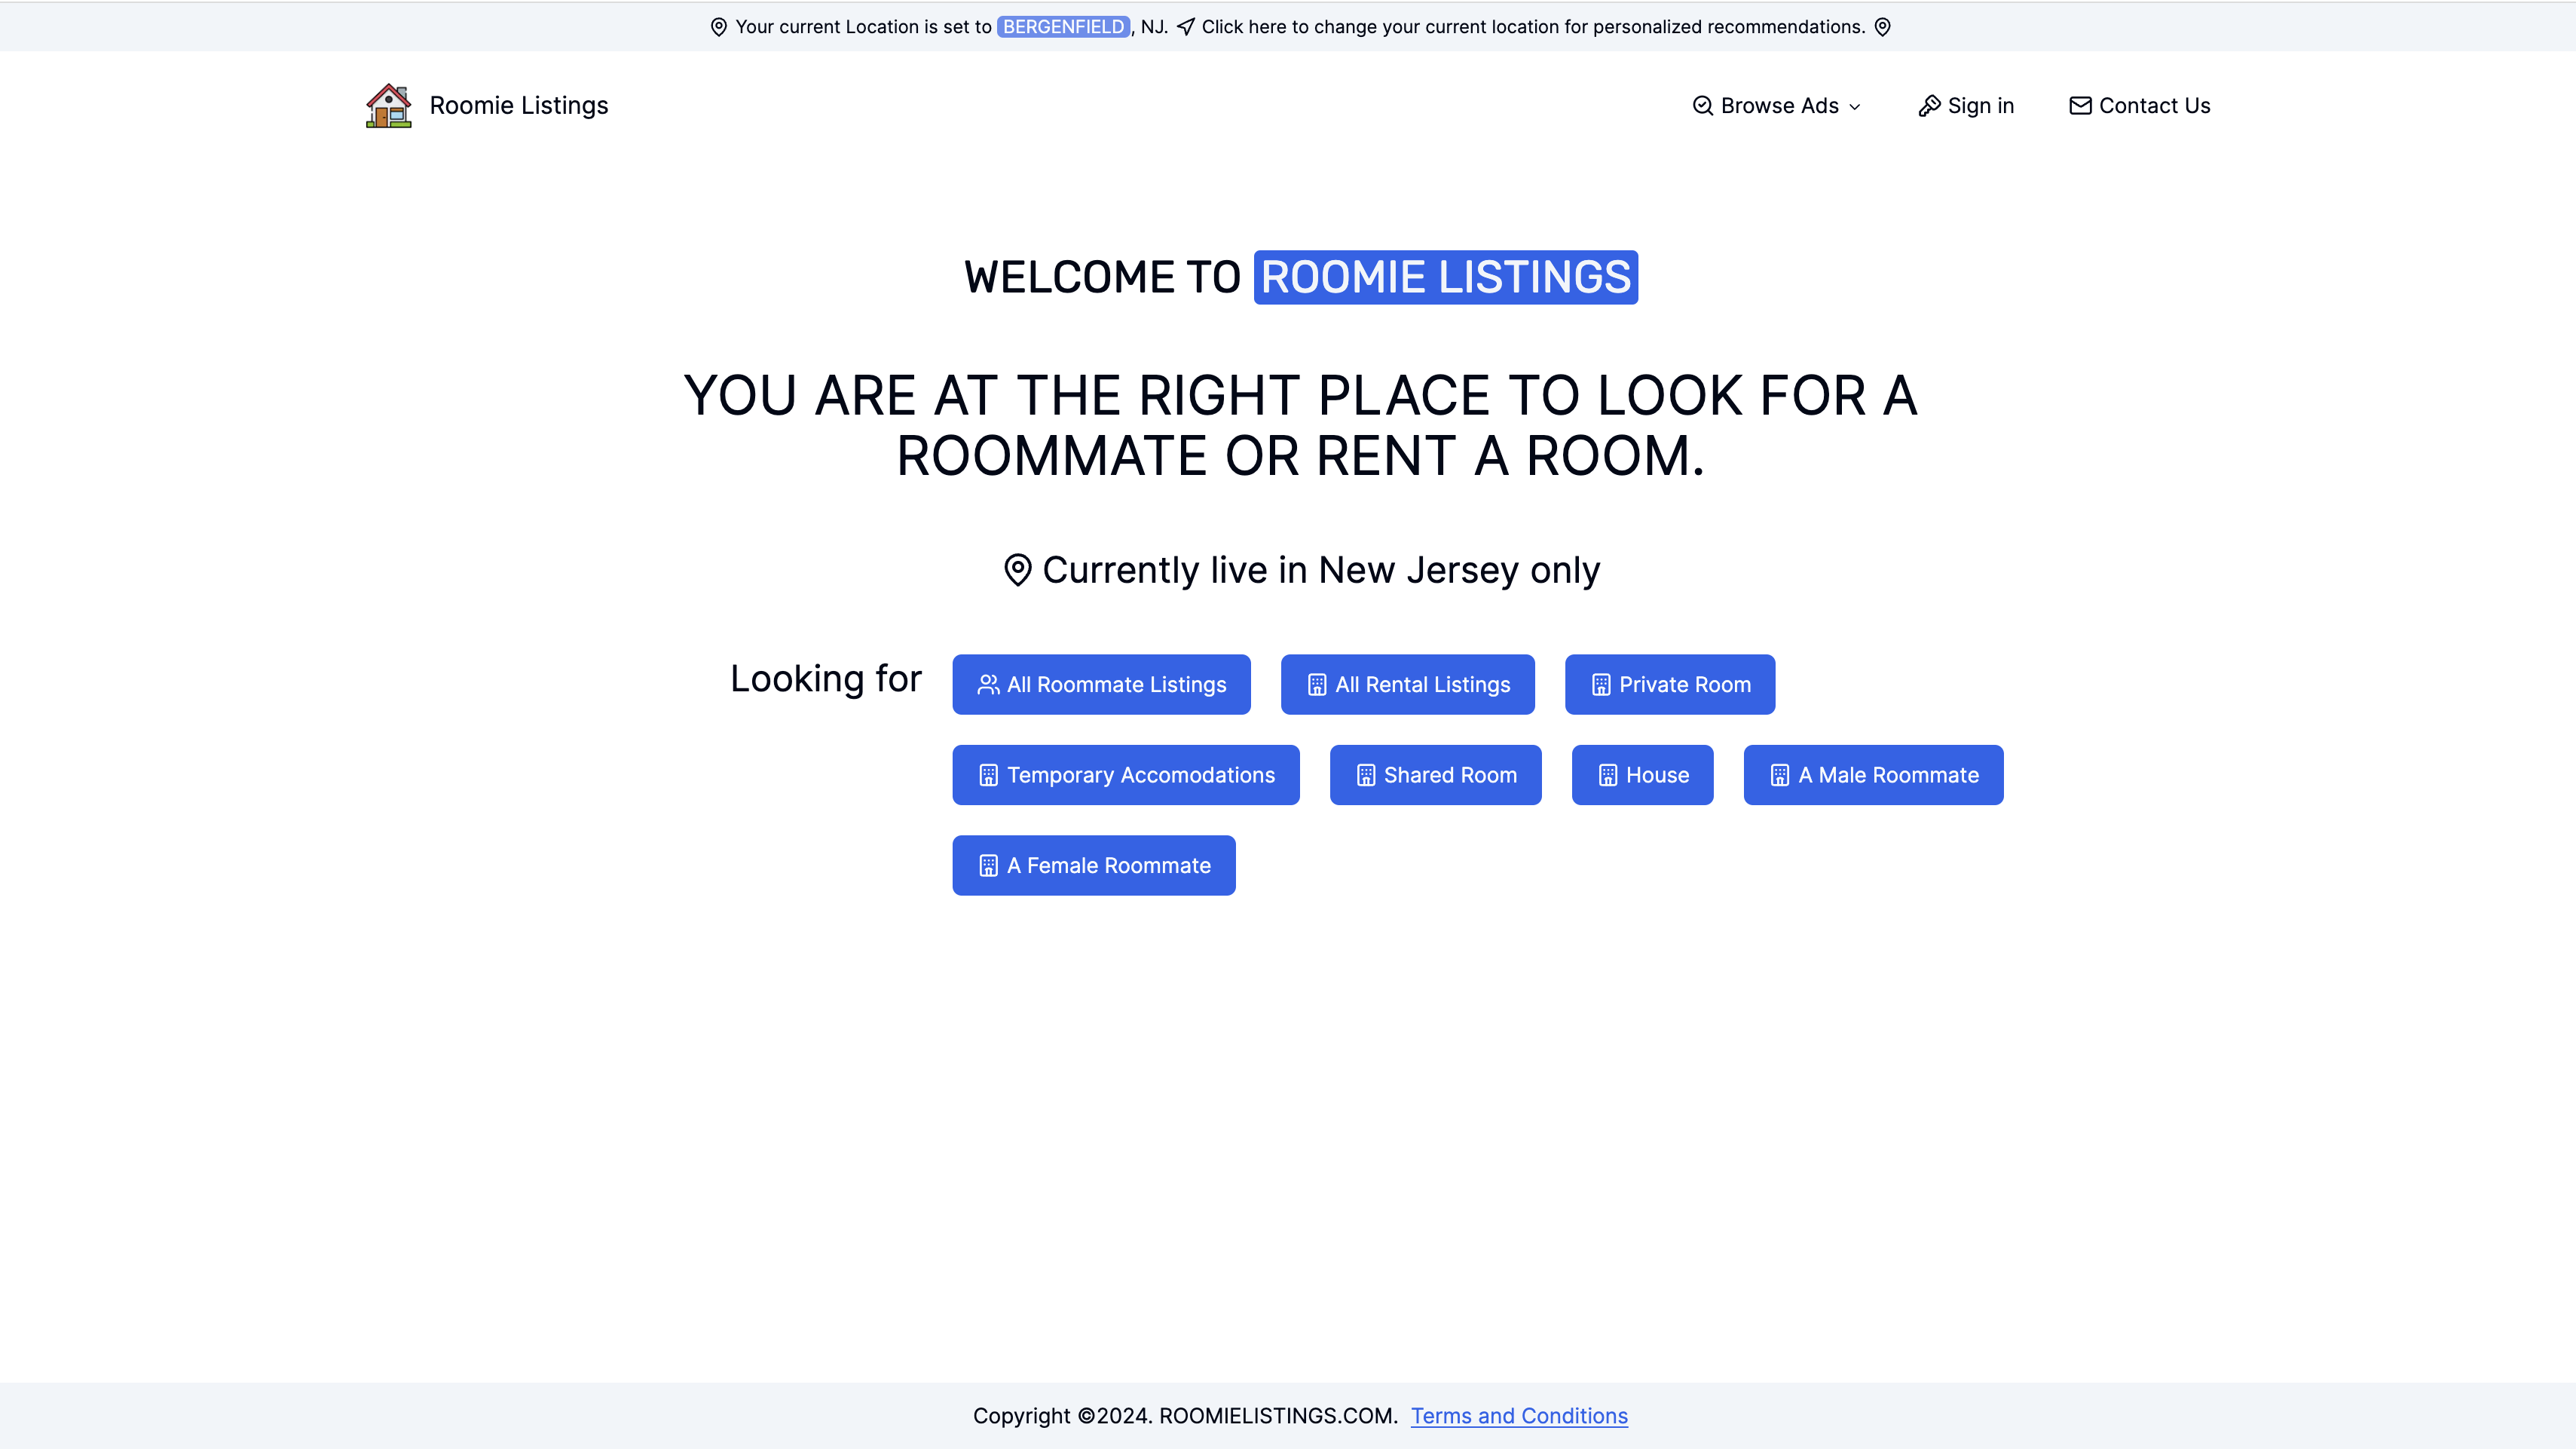 Your current Location is set to BERGENFIELD, NJ. Click here to change your current location for personalized recommendations.
Roomie Listings
Browse Ads
Sign in
Contact Us
WELCOME TO ROOMIE LISTINGS
YOU ARE AT THE RIGHT PLACE TO LOOK FOR A
ROOMMATE OR RENT A ROOM.
Currently live in New Jersey only
Looking for
All Roommate Listings
All Rental Listings
Private Room
Temporary Accomodations
Shared Room
House
A Male Roommate
A Female Roommate
Copyright ©2024. ROOMIELISTINGS.COM. Terms and Conditions